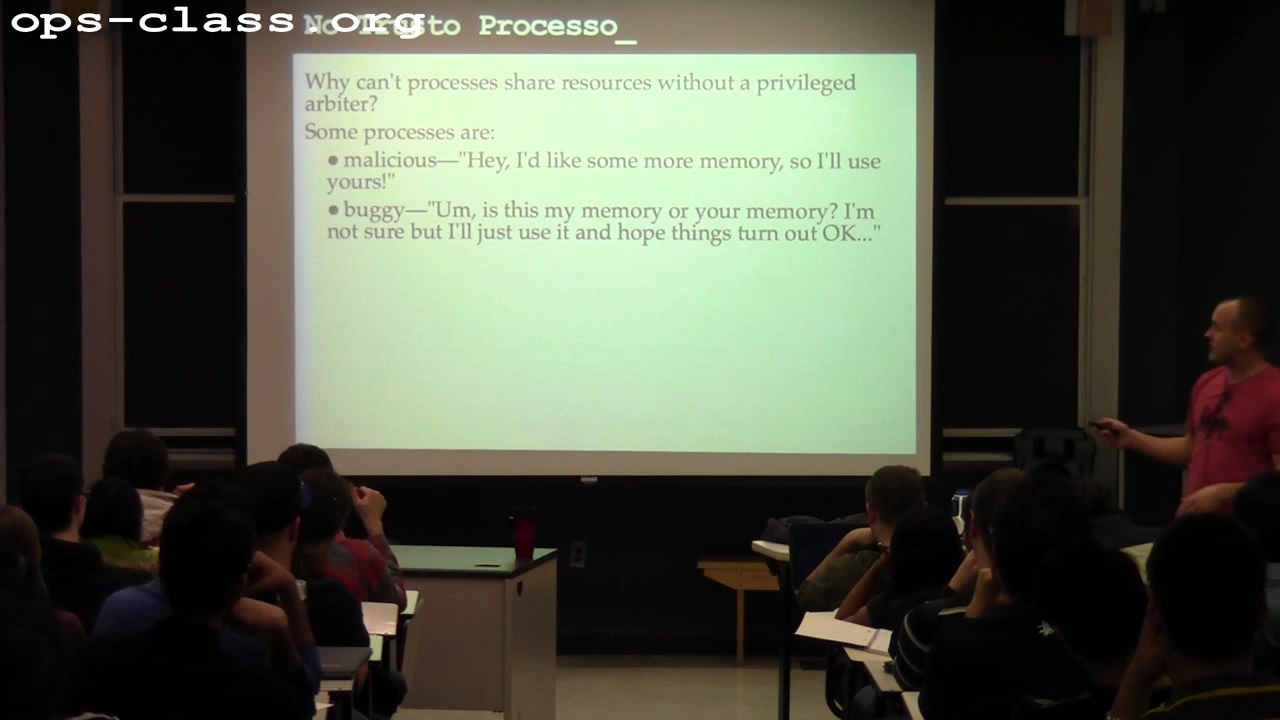 ops-class.org
No Trusto Processo_
Why can't processes share resources without a privileged
arbiter?
Some processes are:
● malicious—"Hey, I'd like some more memory, so I'll use
yours!"
● buggy—"Um, is this my memory or your memory? I'm
not sure but I'll just use it and hope things turn out OK..."